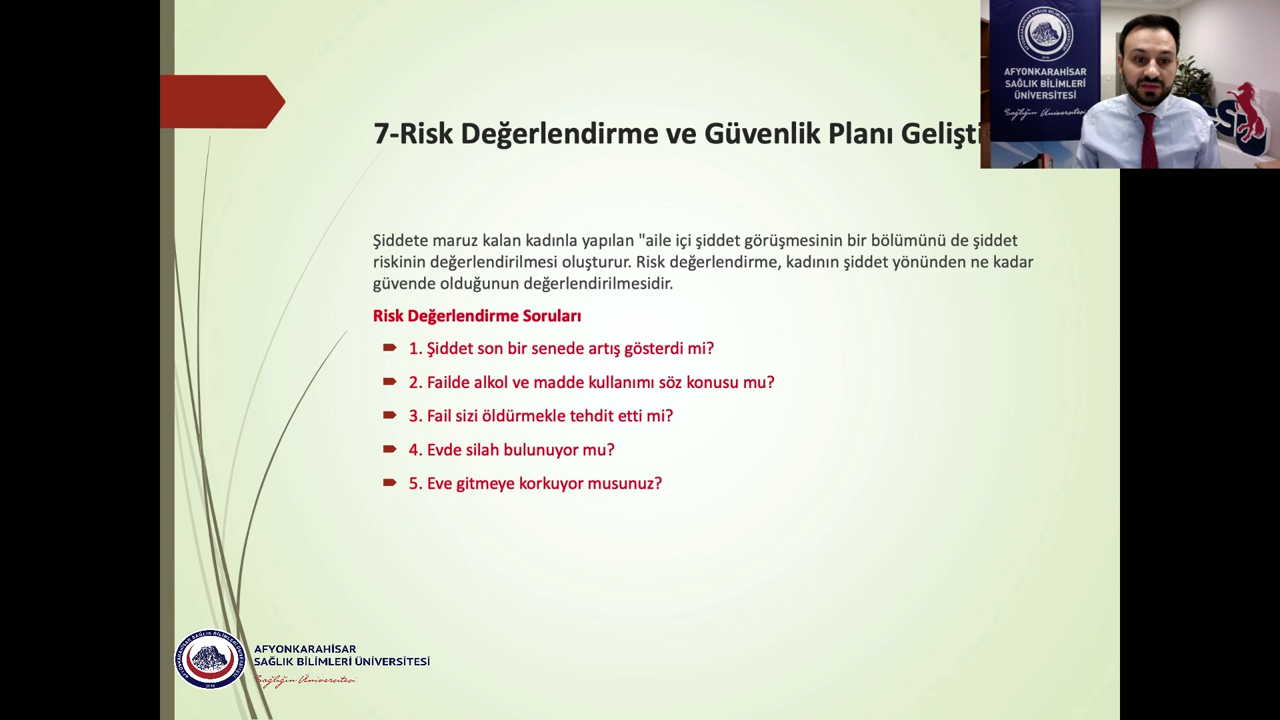 7-Risk Değerlendirme ve Güvenlik Planı
Şiddete maruz kalan kadınla yapılan "aile içi şiddet görüşmesinin bir bölümünü de şiddet
riskinin değerlendirilmesi oluşturur. Risk değerlendirme, kadının şiddet yönünden ne kadar
güvende olduğunun değerlendirilmesidir.
Risk Değerlendirme Soruları
1. Şiddet son bir senede artış gösterdi mi?
2. Failde alkol ve madde kullanımı söz konusu mu?
3. Fail sizi öldürmekle tehdit etti mi?
4. Evde silah bulunuyor mu?
5. Eve gitmeye korkuyor musunuz?
AFYONKARAHİSAR
SAĞLIK BİLİMLERİ ÜNİVERSİTESİ
Sağlığın Üniversitesi
AFYONKARAHİSAR
SAĞLIK BİLİMLERİ
ÜNİVERSİTESİ
Sağlığın Üniversitesi